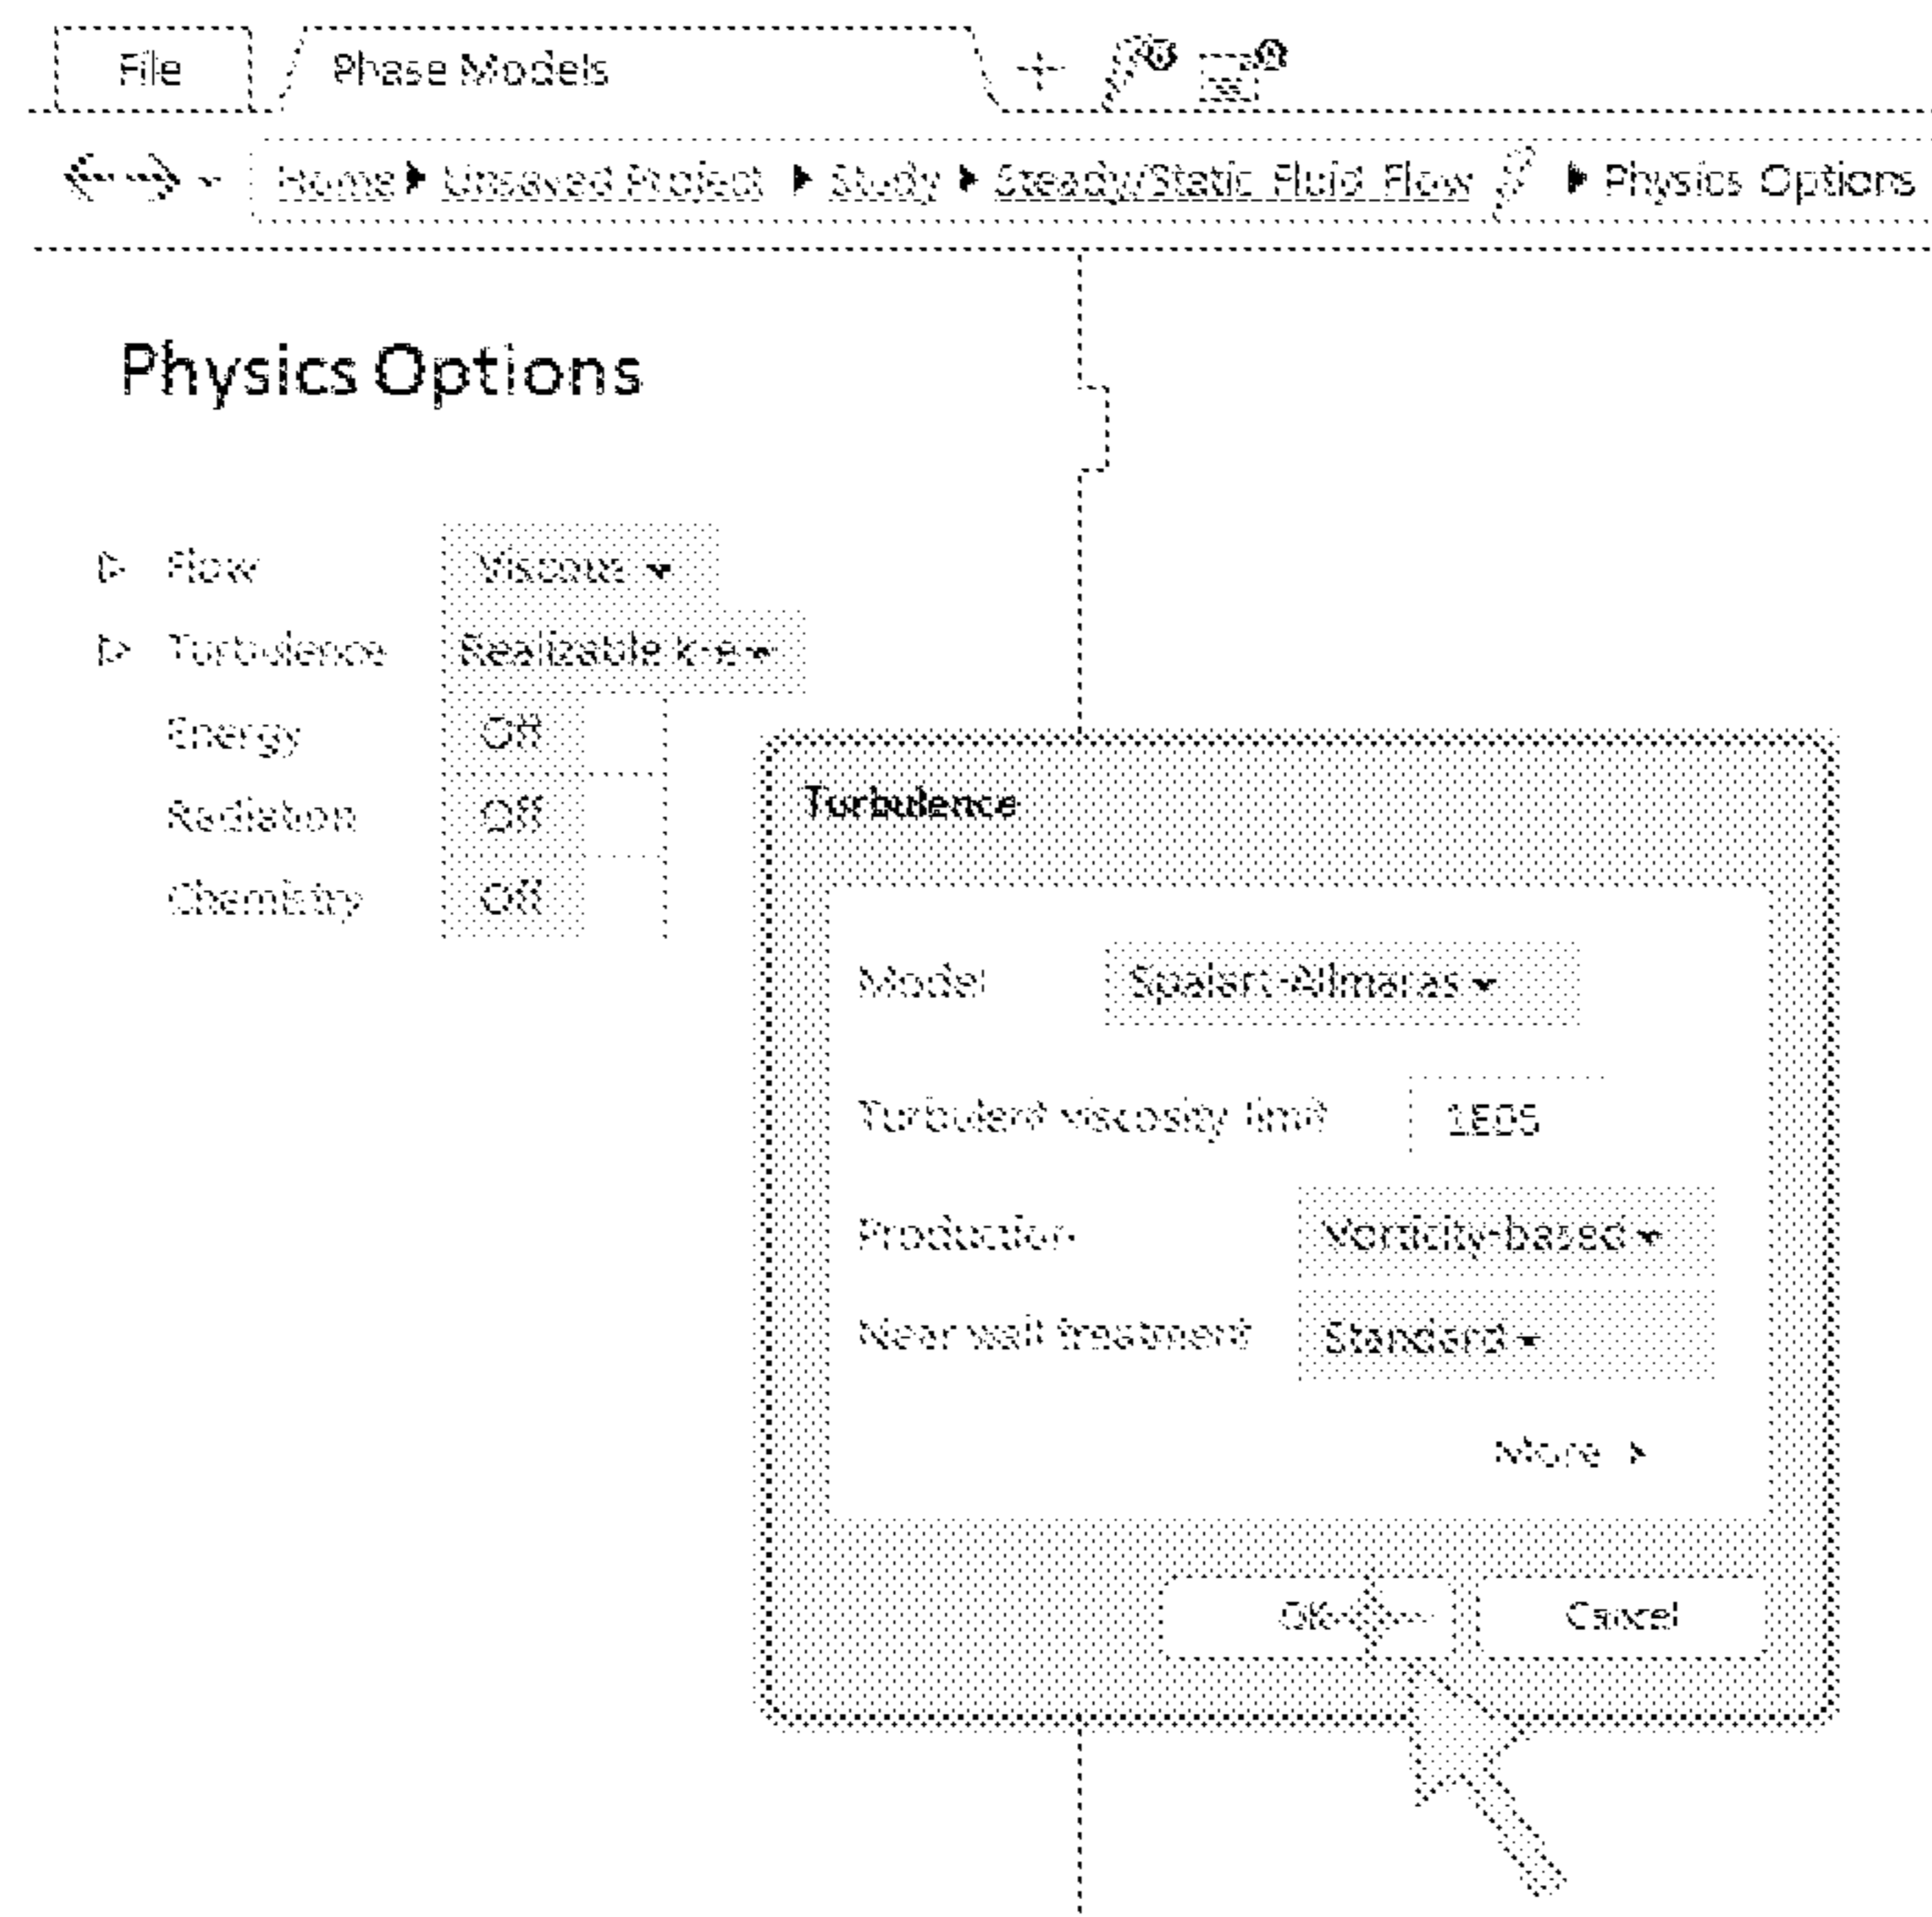 File Phase Models
Home Unsaved Project Study Steady/Static Fluid Flow Physics Options
Physics Options
Flow Viscous
Turbulence Realizable k-e
Energy Off
Radiation Off
Chemistry Off
Turbulence
Model Spalart-Allmaras
Turbulent viscosity limit 1E05
Production Vorticity-based
Near wall treatment Standard
More
OK Cancel